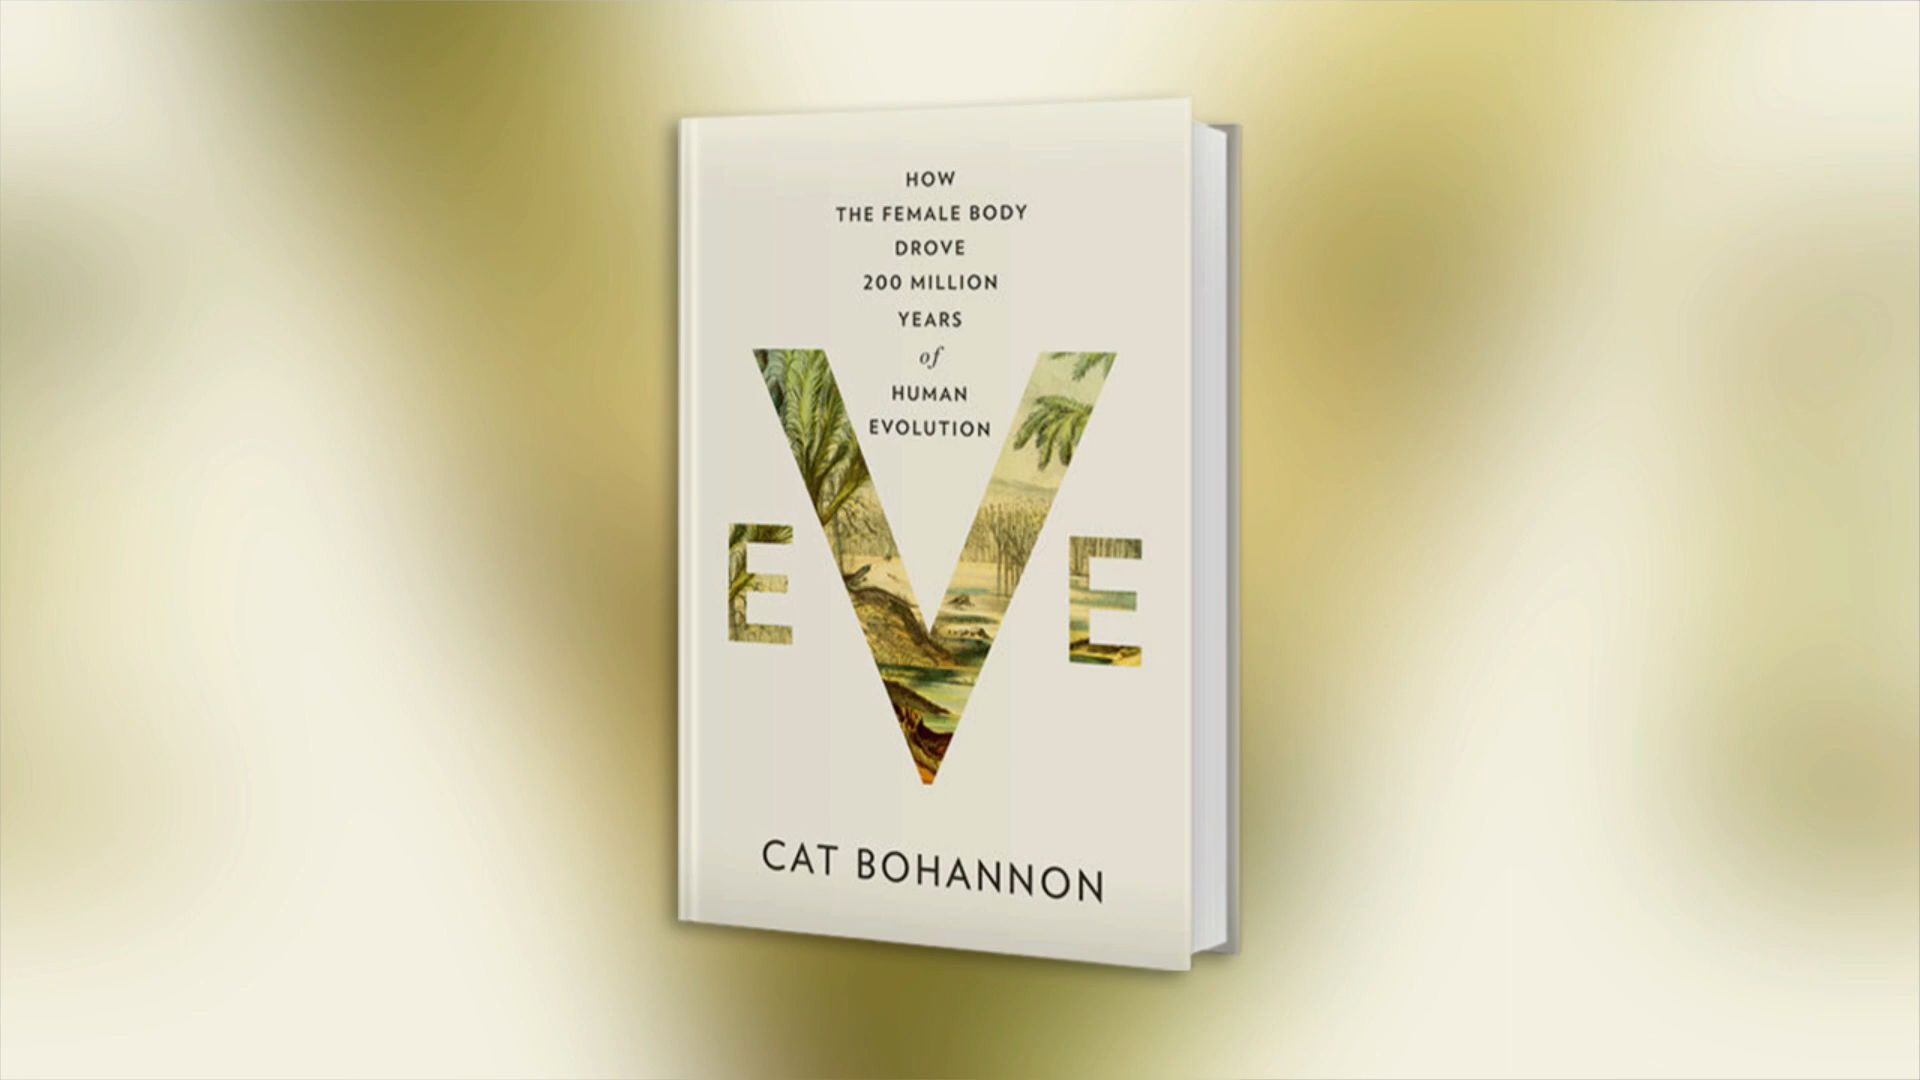 HOW
THE FEMALE BODY
DROVE
200 MILLION
YEARS
of
HUMAN
EVOLUTION
EVE
CAT BOHANNON